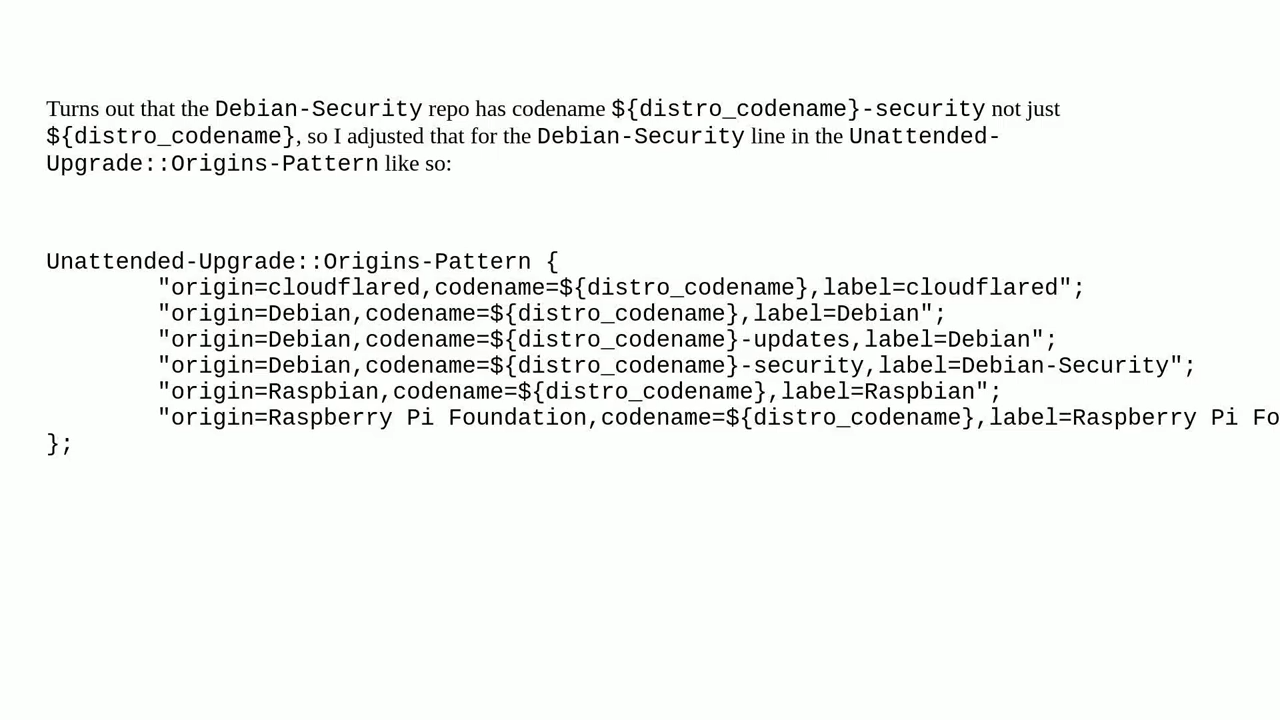 Turns out that the Debian-Security repo has codename ${distro_codename}-security not just
${distro_codename}, so I adjusted that for the Debian-Security line in the Unattended-
Upgrade::Origins-Pattern like so:
Unattended-Upgrade::Origins-Pattern {
        "origin=cloudflared,codename=${distro_codename},label=cloudflared";
        "origin=Debian,codename=${distro_codename},label=Debian";
        "origin=Debian,codename=${distro_codename}-updates,label=Debian";
        "origin=Debian,codename=${distro_codename}-security,label=Debian-Security";
        "origin=Raspbian,codename=${distro_codename},label=Raspbian";
        "origin=Raspberry Pi Foundation,codename=${distro_codename},label=Raspberry Pi Fo
};